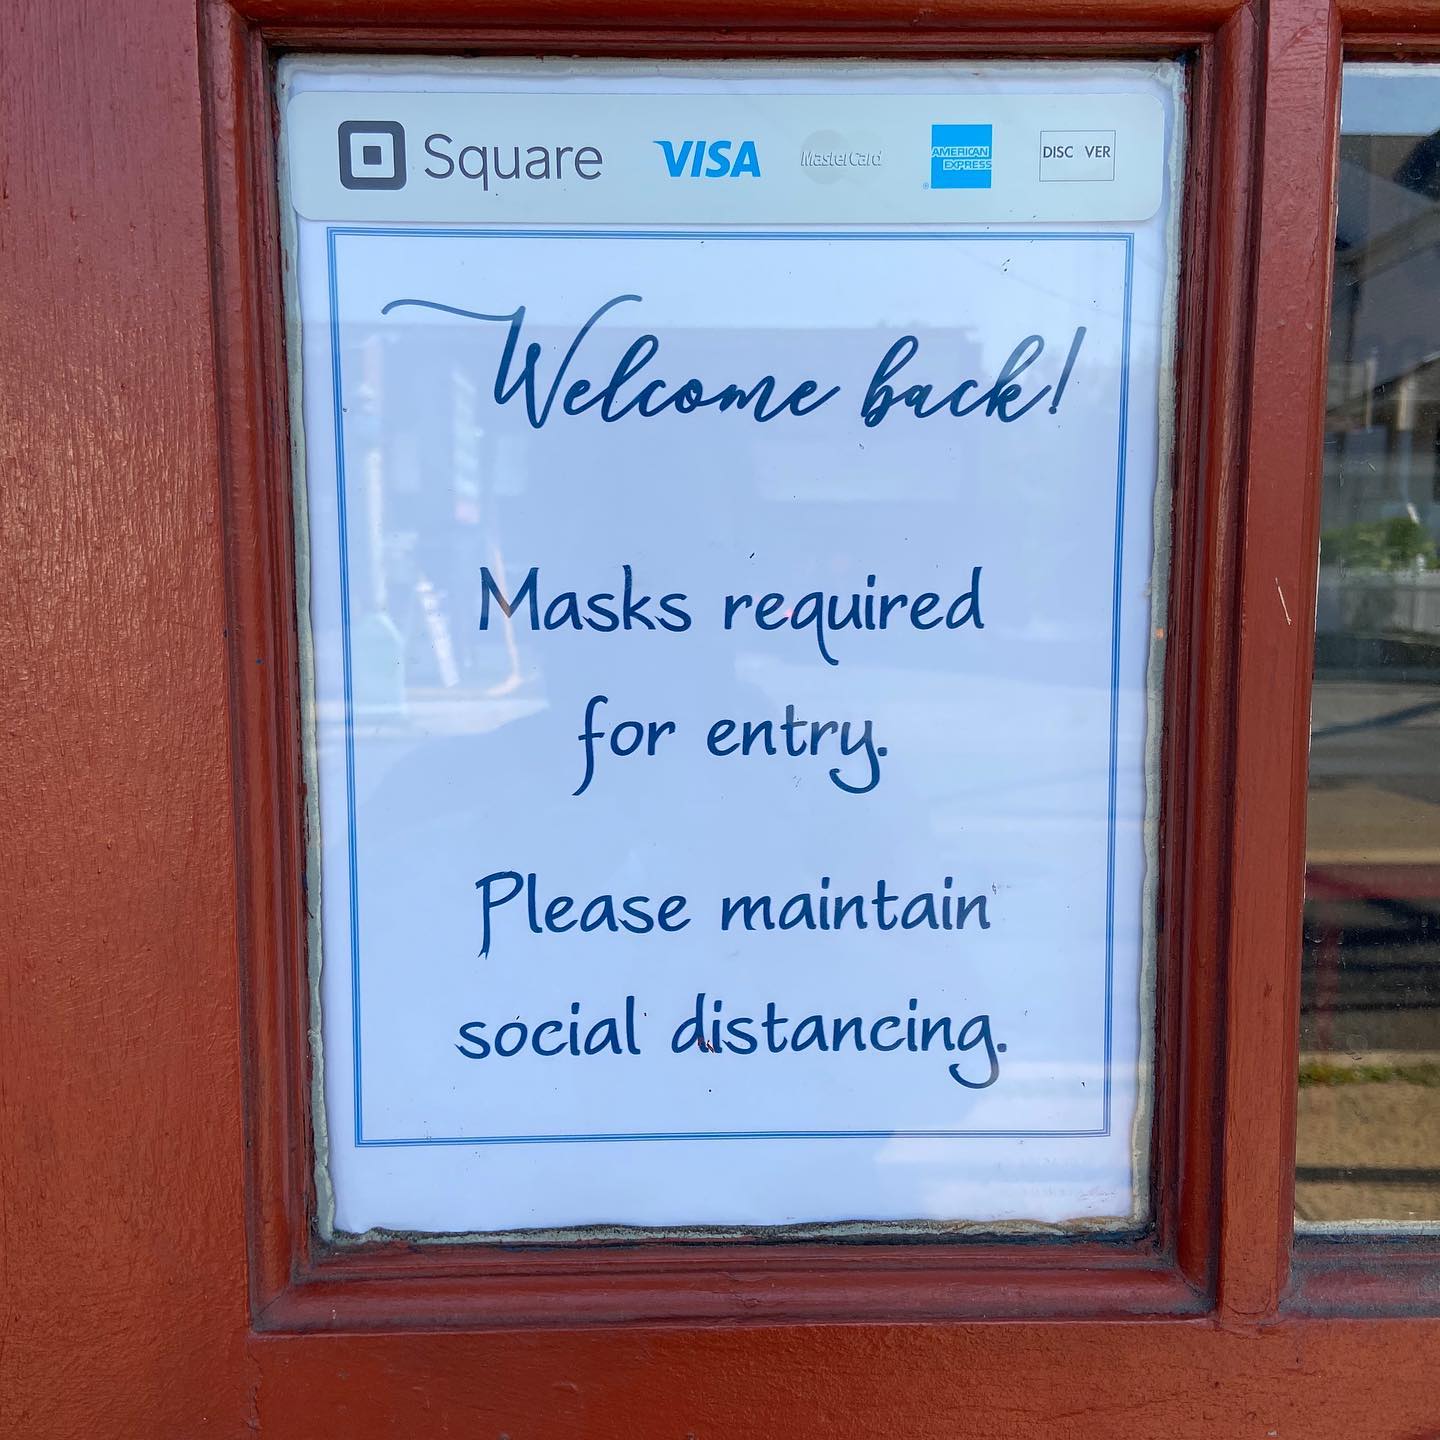 Square VISA MasterCard AMERICAN EXPRESS DISC VER
Welcome back!
Masks required
for entry.
Please maintain
social distancing.